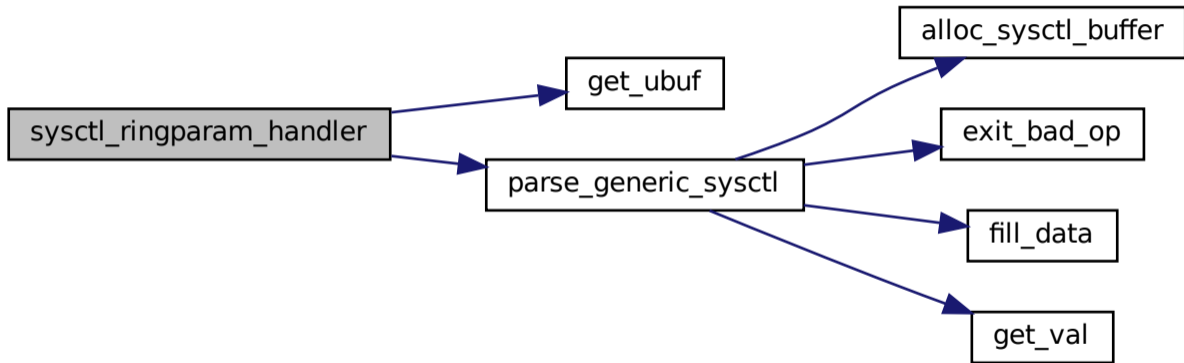 sysctl_ringparam_handler
get_ubuf
parse_generic_sysctl
alloc_sysctl_buffer
exit_bad_op
fill_data
get_val